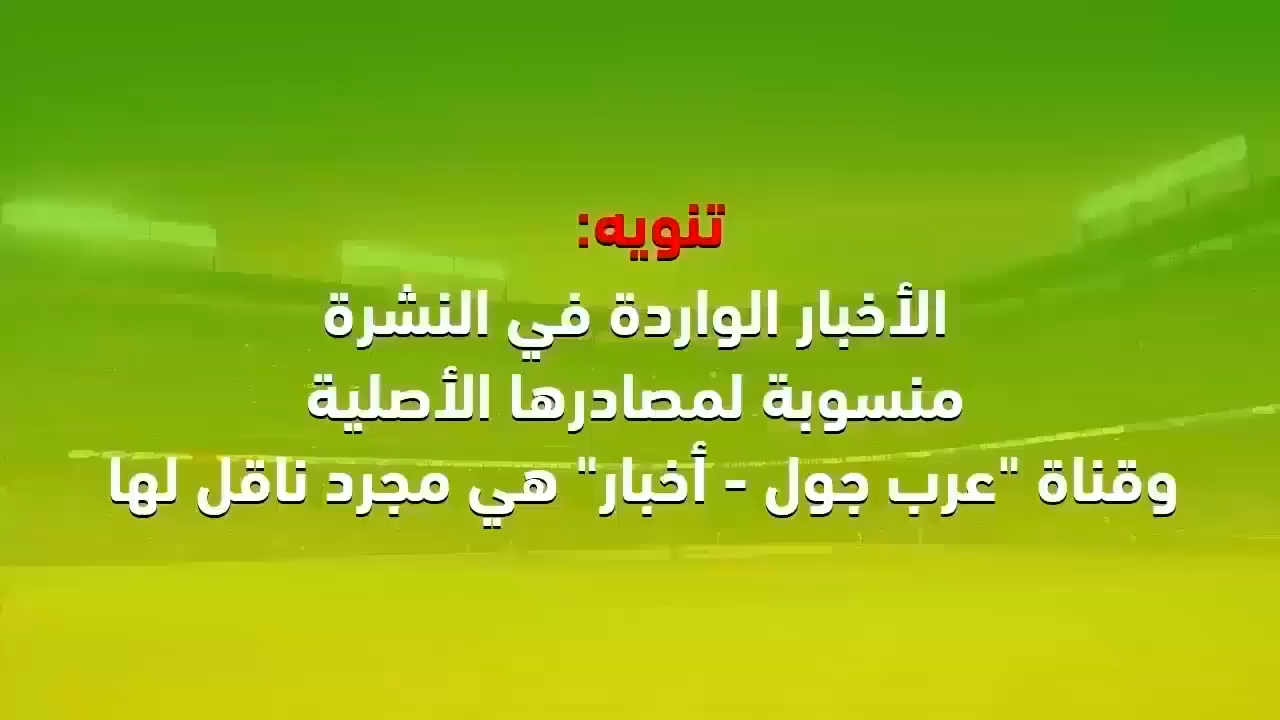 تنويه:
الأخبار الواردة في النشرة
منسوبة لمصادرها الأصلية
وقناة "عرب جول - أخبار" هي مجرد ناقل لها